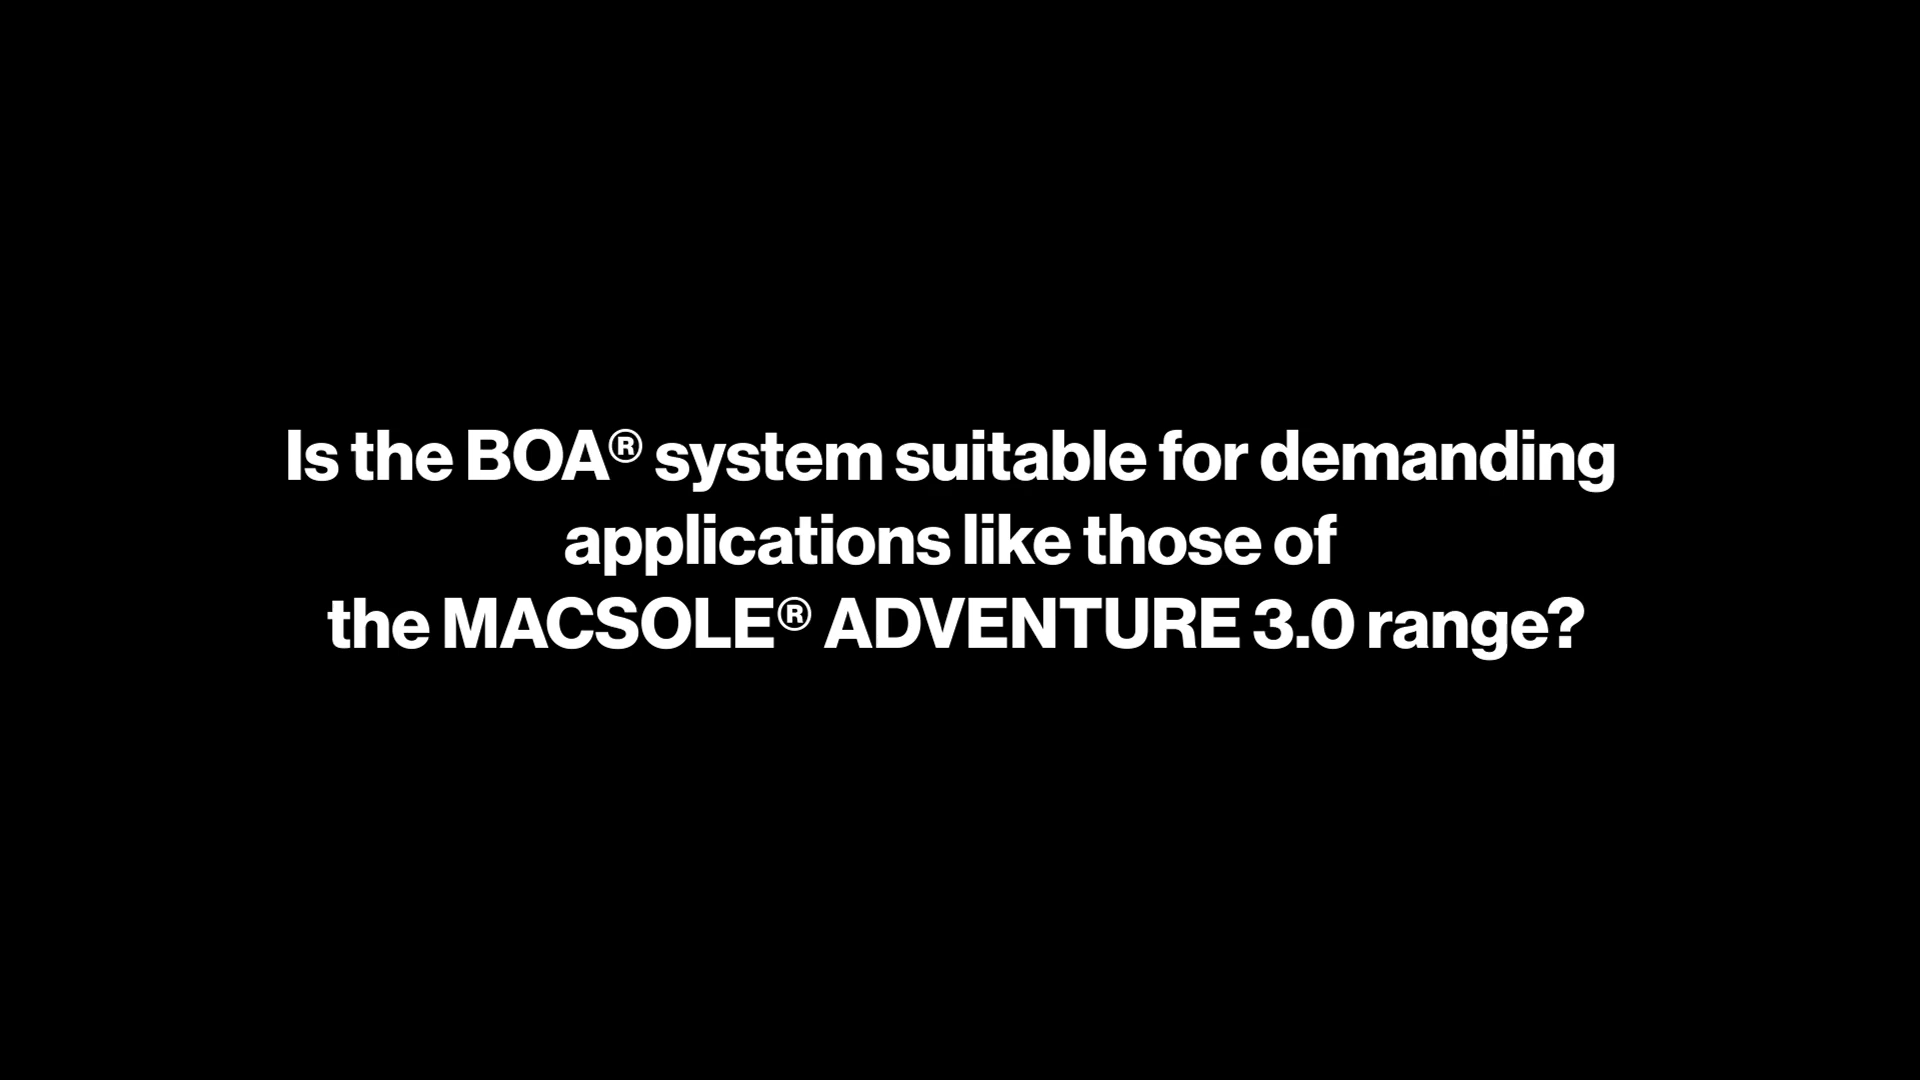 Is the BOA® system suitable for demanding
applications like those of
the MACSOLE® ADVENTURE 3.0 range?